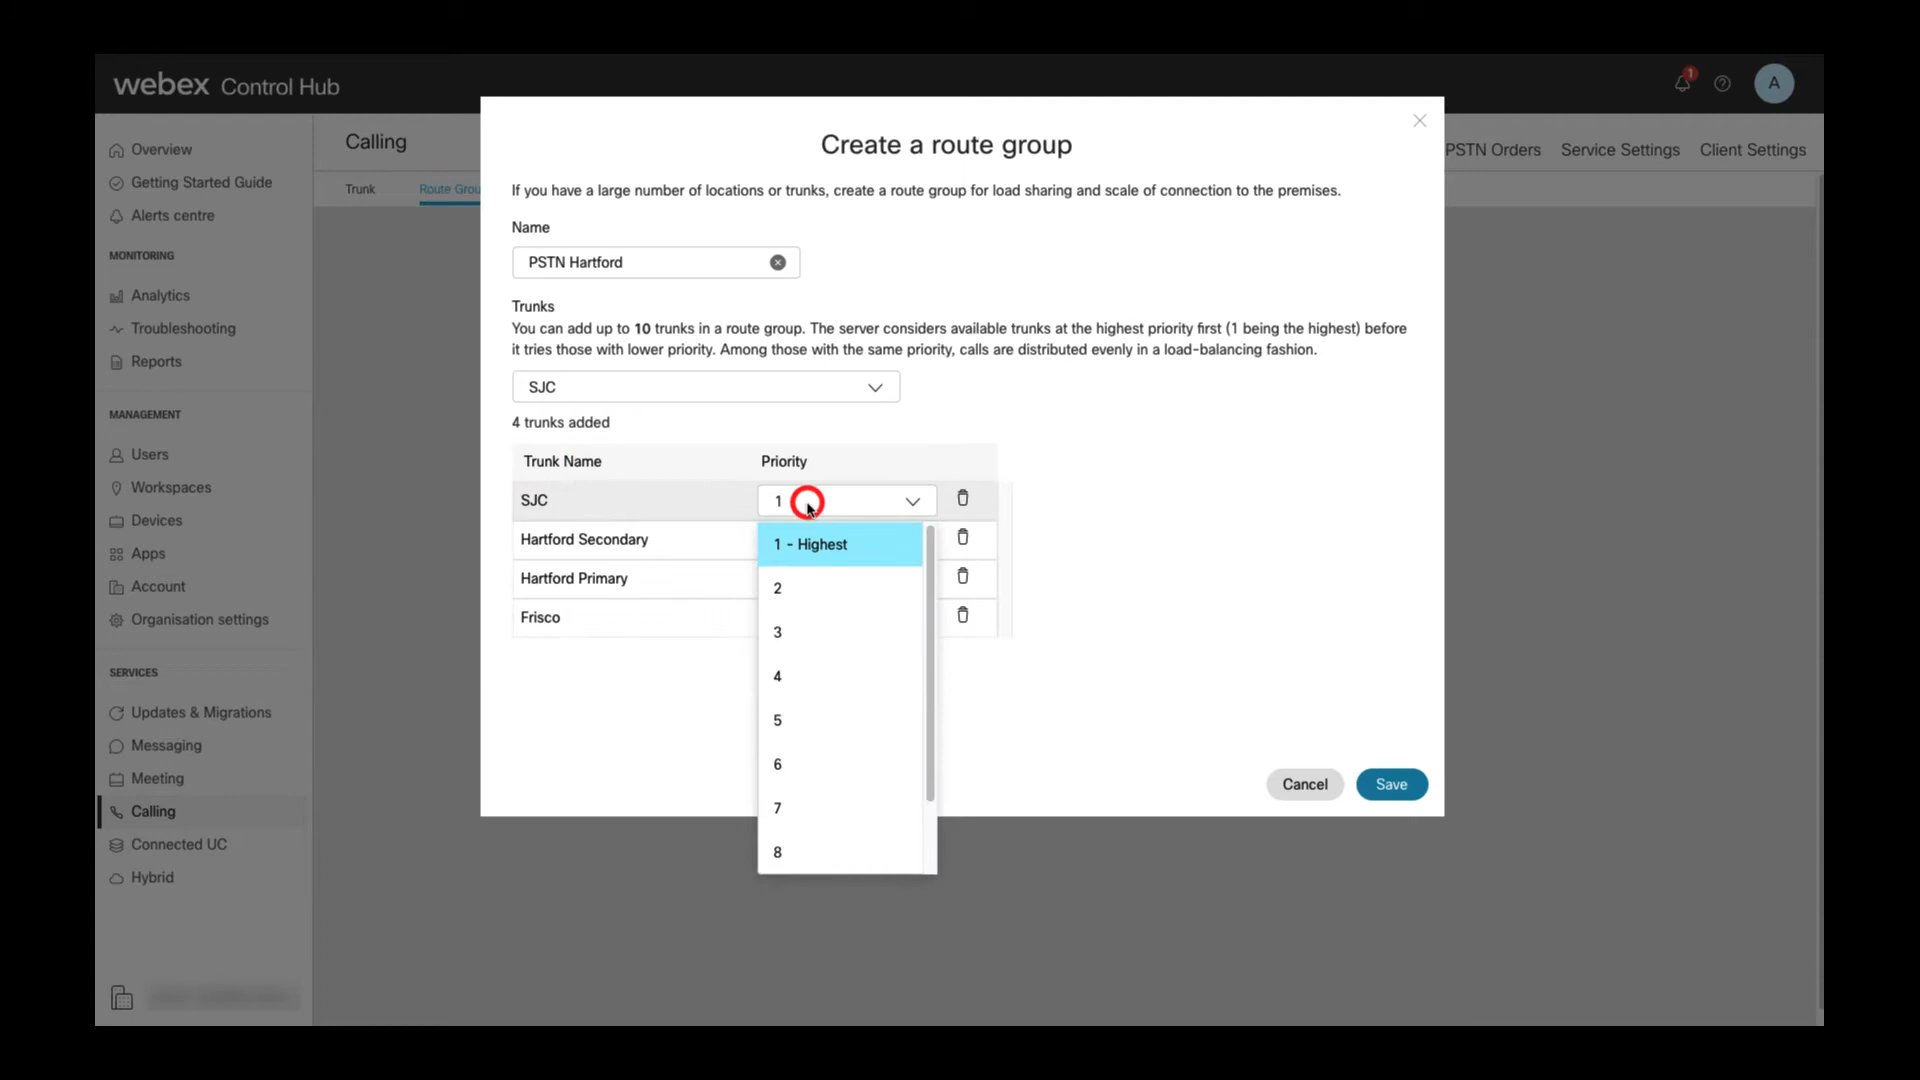 webex Control Hub
1
A
Overview
Getting Started Guide
Alerts centre
MONITORING
Analytics
Troubleshooting
Reports
MANAGEMENT
Users
Workspaces
Devices
Apps
Account
Organisation settings
SERVICES
Updates & Migrations
Messaging
Meeting
Calling
Connected UC
Hybrid
Calling
PSTN Orders
Service Settings
Client Settings
Trunk
Route Grou
Create a route group
If you have a large number of locations or trunks, create a route group for load sharing and scale of connection to the premises.
Name
PSTN Hartford
Trunks
You can add up to 10 trunks in a route group. The server considers available trunks at the highest priority first (1 being the highest) before
it tries those with lower priority. Among those with the same priority, calls are distributed evenly in a load-balancing fashion.
SJC
4 trunks added
Trunk Name Priority
SJC 1
Hartford Secondary
Hartford Primary
Frisco
1 - Highest
2
3
4
5
6
7
8
Cancel
Save